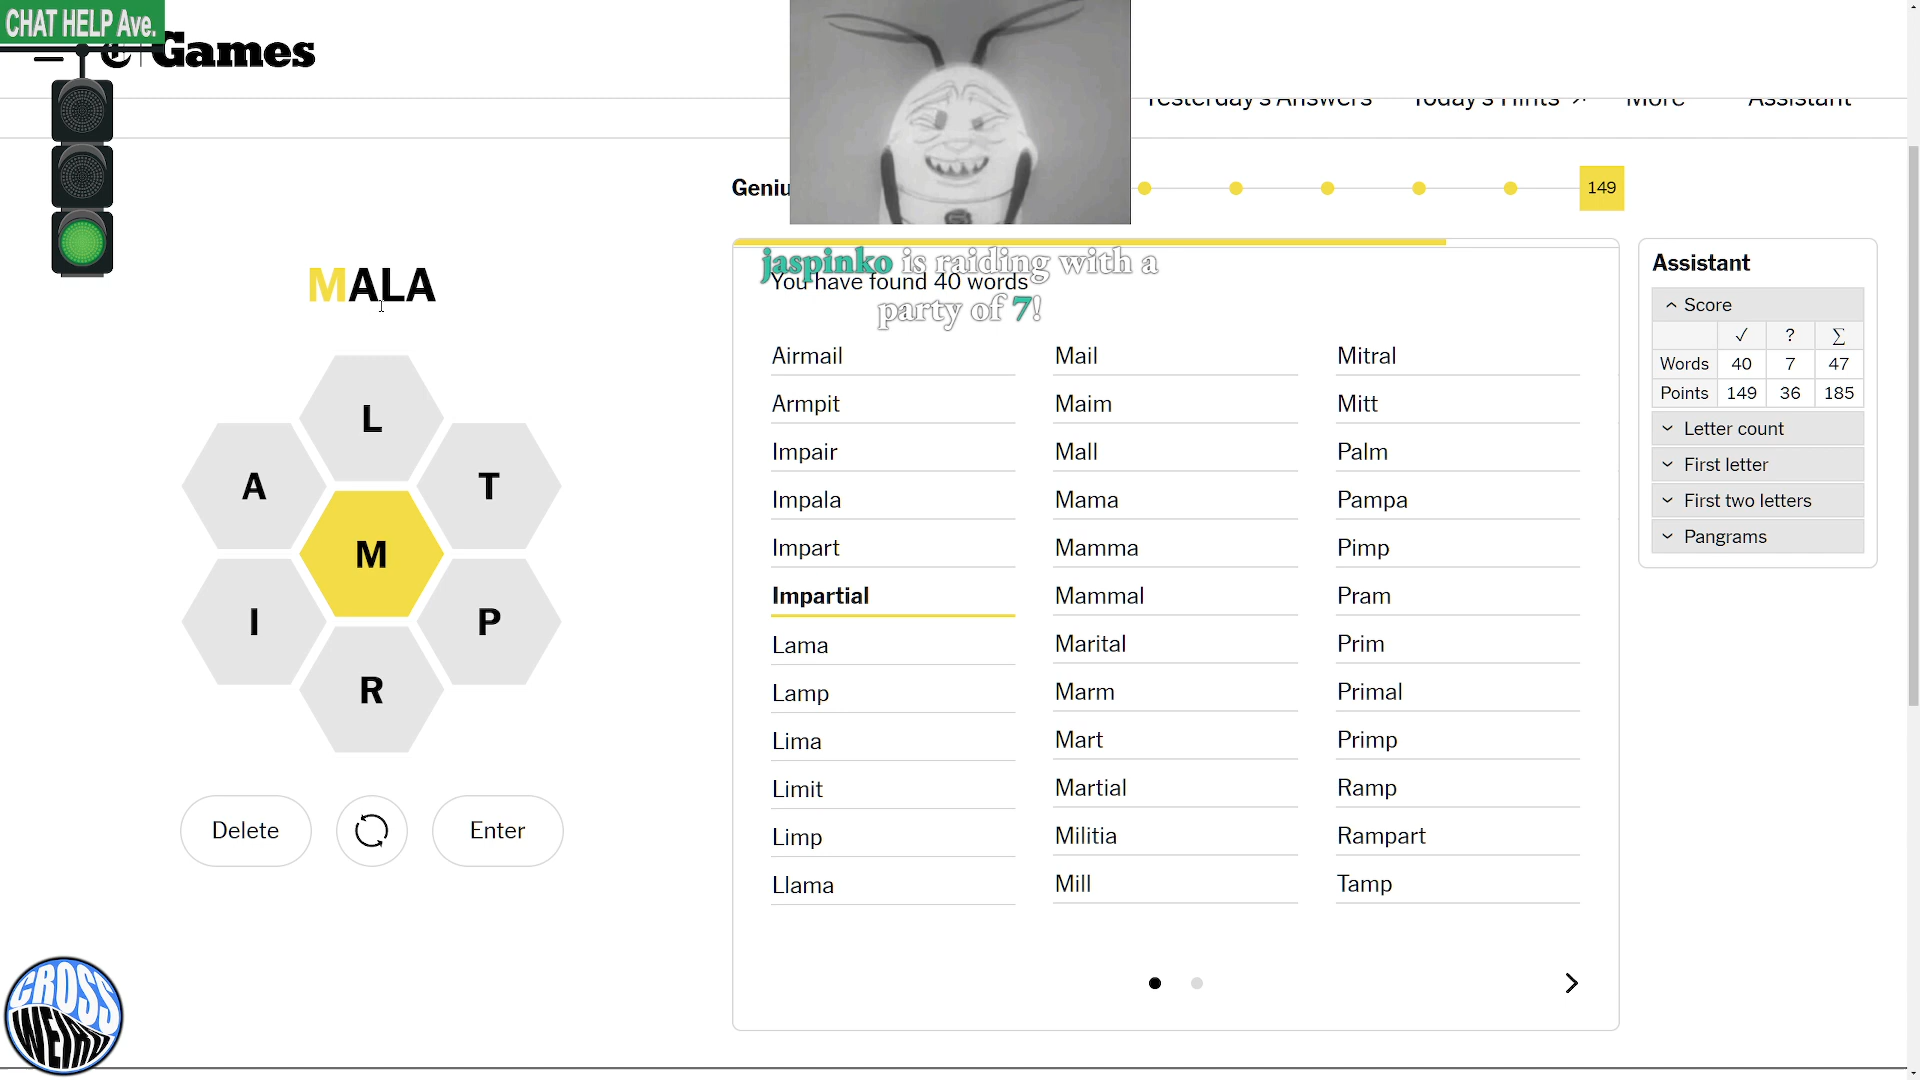 CHAT HELP Ave.
Games
Yesterday's Answers
Today's Hints
More
Assistant
149
jaspinko is raiding with a
party of 7!
You have found 40 words
MALA
L
A
T
M
I
P
R
Delete
Enter
Airmail
Armpit
Impair
Impala
Impart
Impartial
Lama
Lamp
Lima
Limit
Limp
Llama
Mail
Maim
Mall
Mama
Mamma
Mammal
Marital
Marm
Mart
Martial
Militia
Mill
Mitral
Mitt
Palm
Pampa
Pimp
Pram
Prim
Primal
Primp
Ramp
Rampart
Tamp
Assistant
Score
✓ ? ∑
Words 40 7 47
Points 149 36 185
Letter count
First letter
First two letters
Pangrams
CROSS
WEIRD